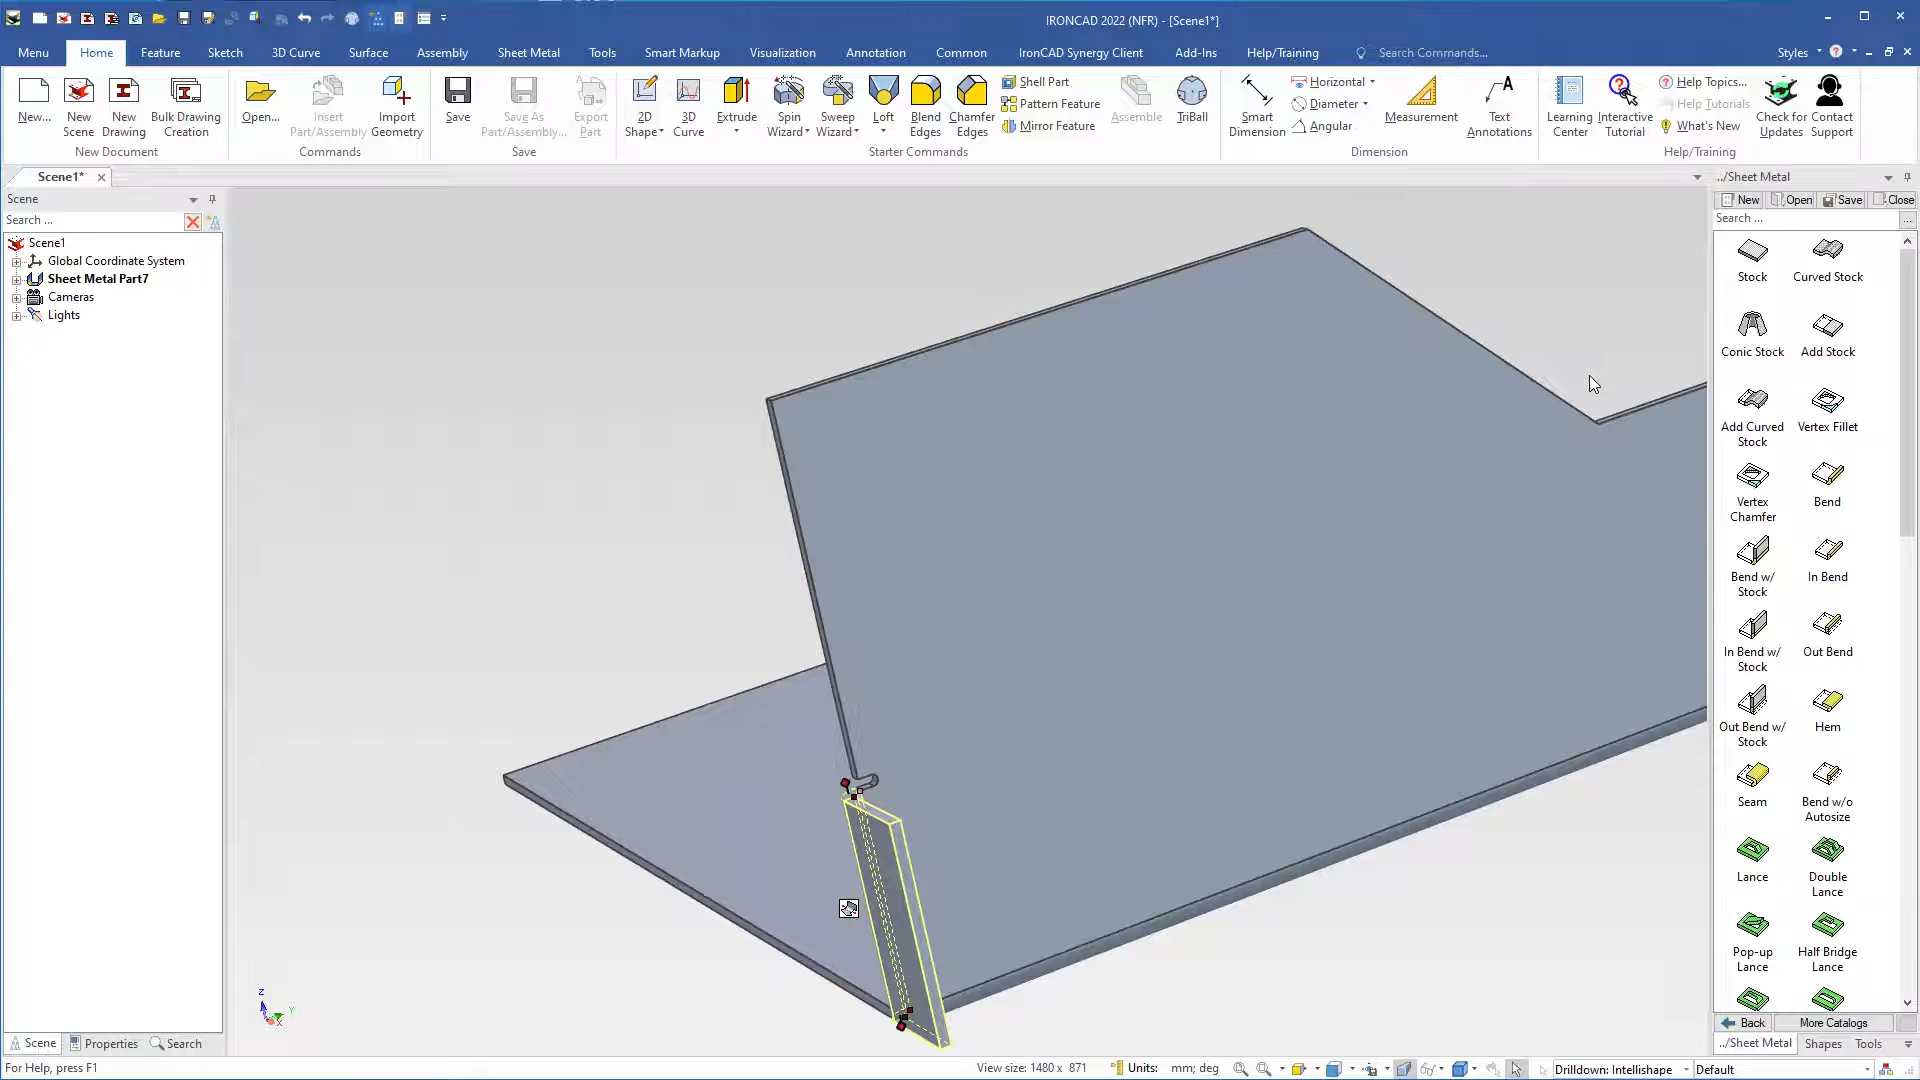 IRONCAD 2022 (NFR) - [Scene1*]
Menu Home Feature Sketch 3D Curve Surface Assembly Sheet Metal Tools Smart Markup Visualization Annotation Common IronCAD Synergy Client Add-Ins Help/Training Search Commands... Styles
New... New Scene New Drawing Bulk Drawing Creation
New Document
Open... Insert Part/Assembly Import Geometry
Commands
Save Save As Part/Assembly... Export Part
Save
2D Shape 3D Curve Extrude Spin Wizard Sweep Wizard Loft Blend Edges Chamfer Edges
Shell Part
Pattern Feature
Mirror Feature
Assemble TriBall
Starter Commands
Smart Dimension
Horizontal
Diameter
Angular
Measurement Text Annotations
Dimension
Learning Center Interactive Tutorial
Help Topics...
Help Tutorials
What's New
Check for Updates Contact Support
Help/Training
Scene1*
Scene
Search ...
Scene1
Global Coordinate System
Sheet Metal Part7
Cameras
Lights
Z
Y
X
Scene Properties Search
../Sheet Metal
New Open Save Close
Search ...
...
Stock Curved Stock
Conic Stock Add Stock
Add Curved Stock Vertex Fillet
Vertex Chamfer Bend
Bend w/ Stock In Bend
In Bend w/ Stock Out Bend
Out Bend w/ Stock Hem
Seam Bend w/o Autosize
Lance Double Lance
Pop-up Lance Half Bridge Lance
Back More Catalogs
../Sheet Metal Shapes Tools
For Help, press F1
View size: 1480 x 871 Units: mm; deg Drilldown: Intellishape Default